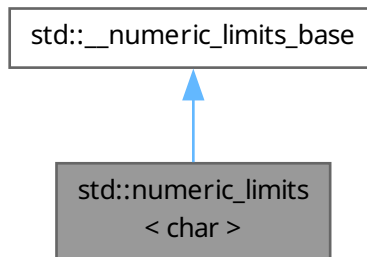 std::__numeric_limits_base
std::numeric_limits
< char >